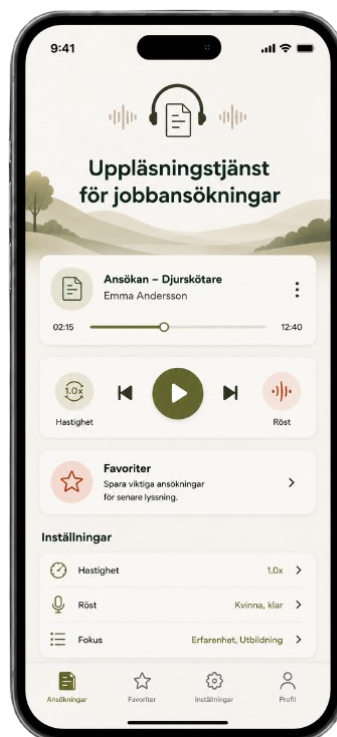 9:41
Uppläsningstjänst
för jobbansökningar
Ansökan – Djurskötare
Emma Andersson
02:15
12:40
1.0x
Hastighet
Röst
Favoriter
Spara viktiga ansökningar
för senare lyssning.
Inställningar
Hastighet 1.0x
Röst Kvinna, klar
Fokus Erfarenhet, Utbildning
Ansökningar Favoriter Inställningar Profil